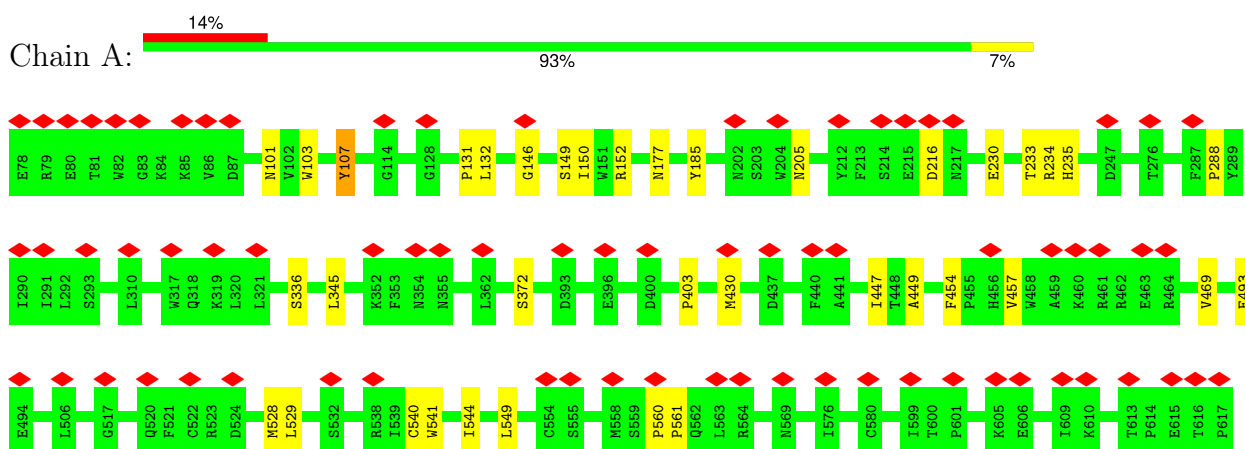 14%
Chain A:
93% 7%
E78 R79 E80 T81 W82 G83 K84 K85 V86 D87 N101 V102 W103 Y107 G114 G128 P131 L132 G146 S149 I150 W151 R152 N177 Y185 N202 S203 W204 N205 Y212 F213 S214 E215 D216 N217 E230 T233 R234 H235 D247 T276 F287 P288 Y289
I290 I291 L292 S293 L310 W317 Q318 K319 L320 L321 S336 L345 K352 F353 N354 N355 L362 S372 D393 E396 D400 P403 M430 D437 F440 A441 I447 T448 A449 F454 P455 H456 V457 W458 A459 K460 R461 R462 E463 R464 V469
E494 L506 G517 Q520 F521 C522 R523 D524 M528 L529 S532 R538 I539 C540 W541 I544 L549 C554 S555 M558 S559 P560 P561 Q562 L563 R564 N569 I576 C580 I599 T600 P601 K605 E606 I609 K610 T613 P614 E615 T616 P617